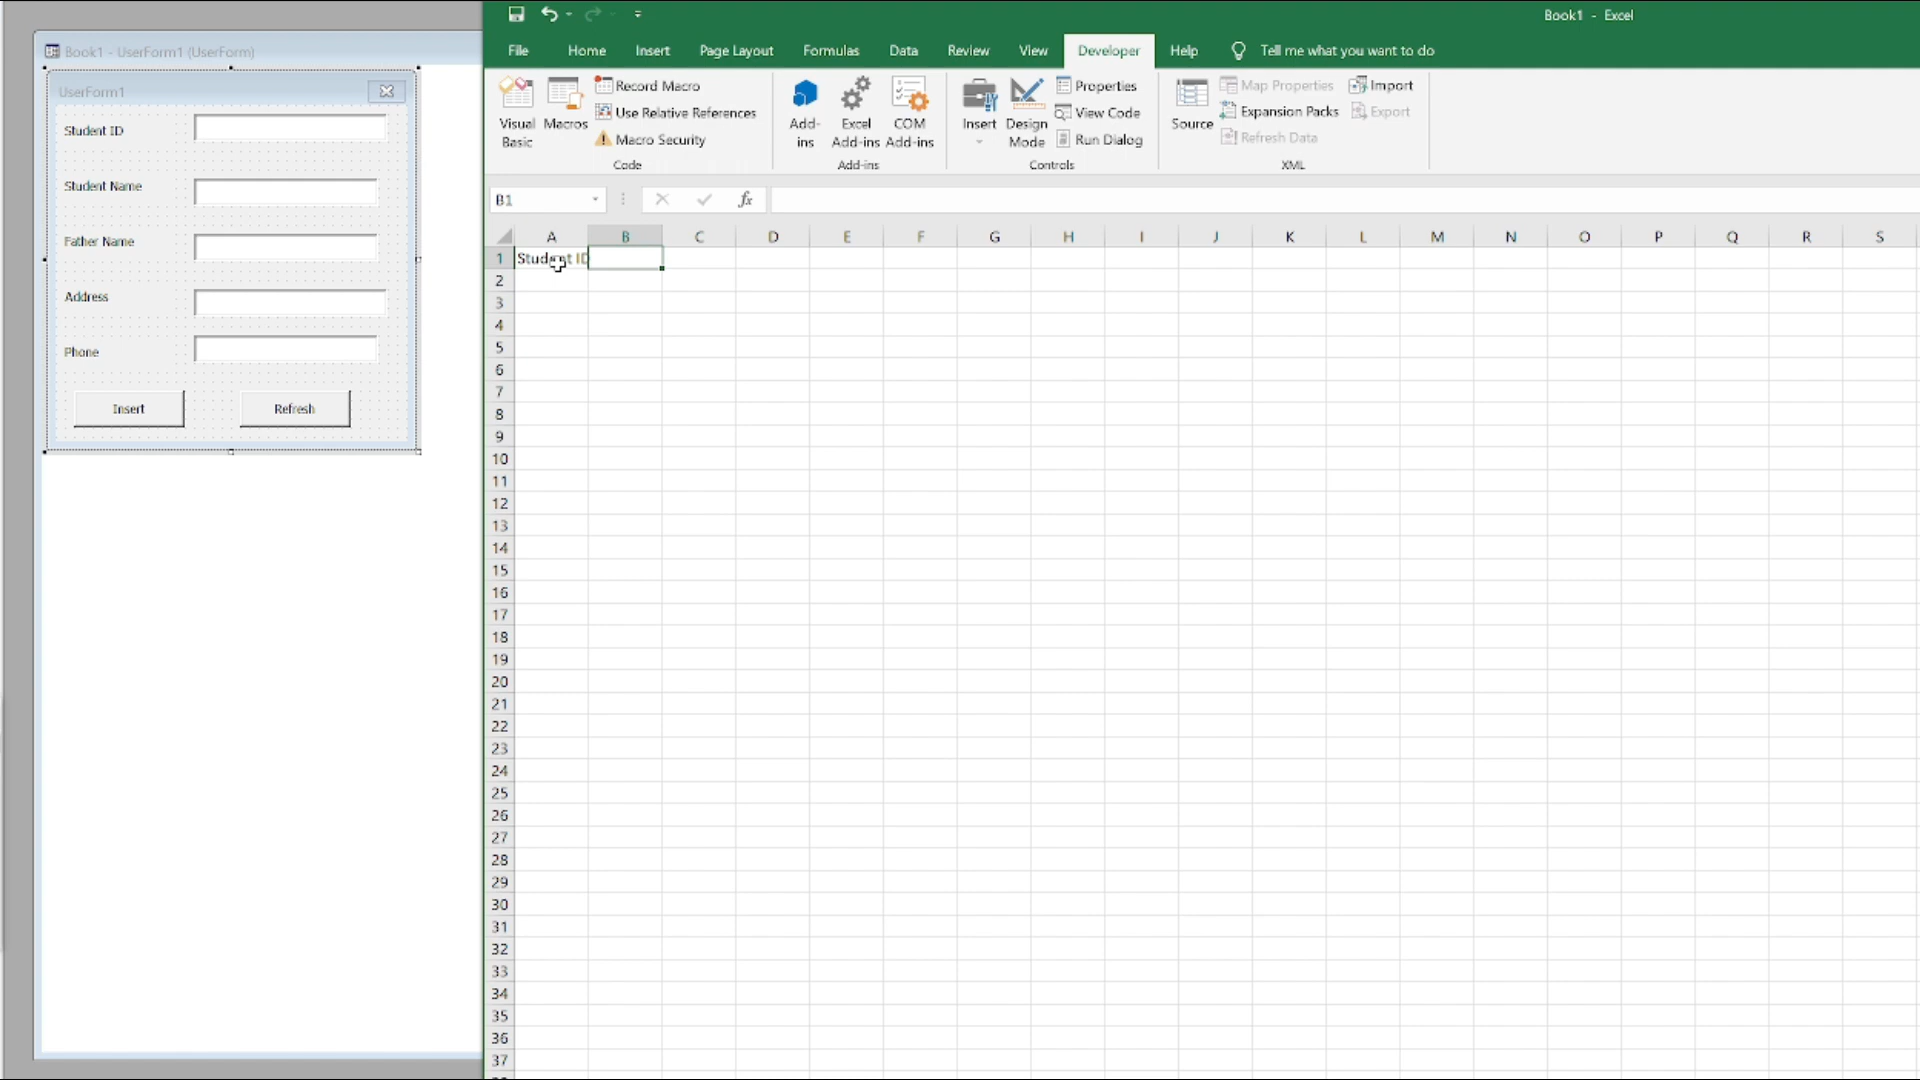 Book1 - UserForm1 (UserForm)
UserForm1
Student ID
Student Name
Father Name
Address
Phone
Insert
Refresh
Book1 - Excel
File Home Insert Page Layout Formulas Data Review View Developer Help Tell me what you want to do
Visual Basic
Macros
Record Macro
Use Relative References
Macro Security
Code
Add-ins
Excel Add-ins
COM Add-ins
Add-ins
Insert
Design Mode
Properties
View Code
Run Dialog
Controls
Source
Map Properties
Expansion Packs
Refresh Data
Import
Export
XML
B1
fx
A B C D E F G H I J K L M N O P Q R S
1 Student ID
2
3
4
5
6
7
8
9
10
11
12
13
14
15
16
17
18
19
20
21
22
23
24
25
26
27
28
29
30
31
32
33
34
35
36
37